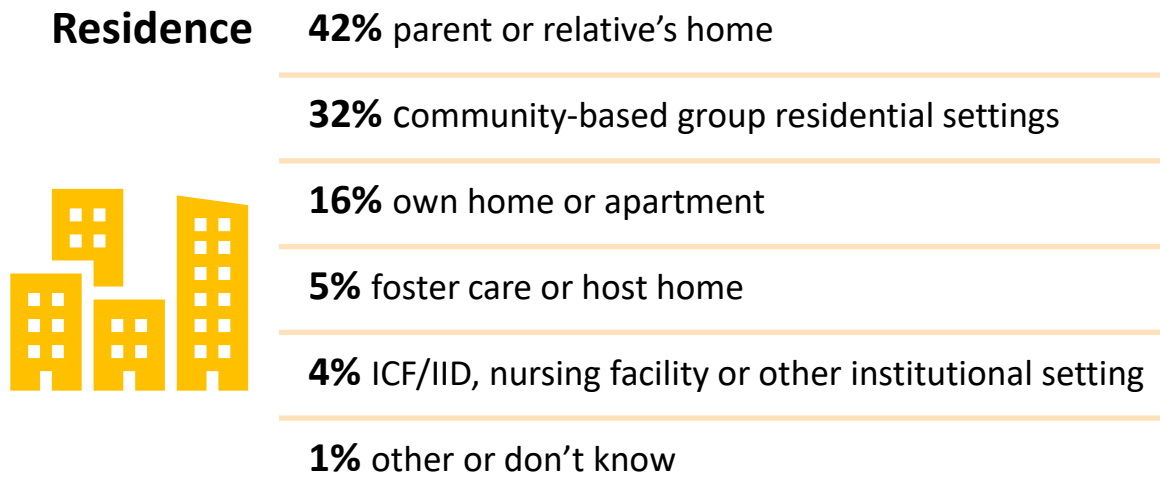 Residence
42% parent or relative’s home
32% Community-based group residential settings
16% own home or apartment
5% foster care or host home
4% ICF/IID, nursing facility or other institutional setting
1% other or don’t know